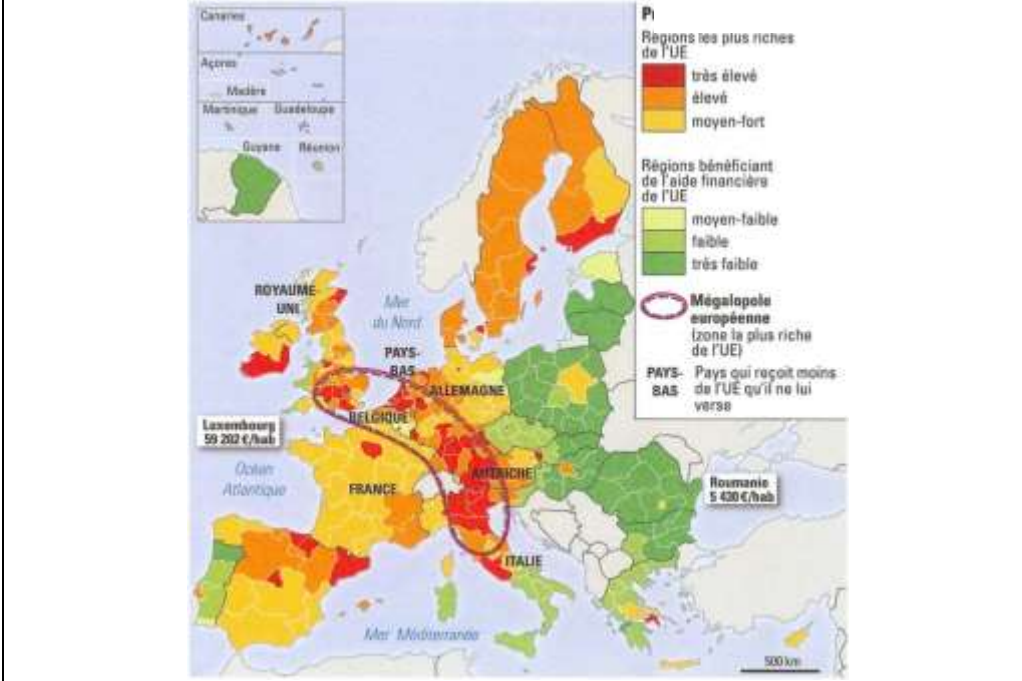 Canaries
Açores
Madère
Martinique Guadeloupe
Guyane Réunion
P
Régions les plus riches
de l'UE
très élevé
élevé
moyen-fort
Régions bénéficiant
de l'aide financière
de l'UE
moyen-faible
faible
très faible
Mégalopole
européenne
(zone la plus riche
de l'UE)
PAYS-
BAS
Pays qui reçoit moins
de l'UE qu'il ne lui
verse
ROYAUME-
UNI
Mer
du Nord
PAYS-
BAS
ALLEMAGNE
BELGIQUE
Luxembourg
59 202 €/hab
Océan
Atlantique
FRANCE
AUTRICHE
Roumanie
5 430 €/hab
ITALIE
Mer Méditerranée
500 km